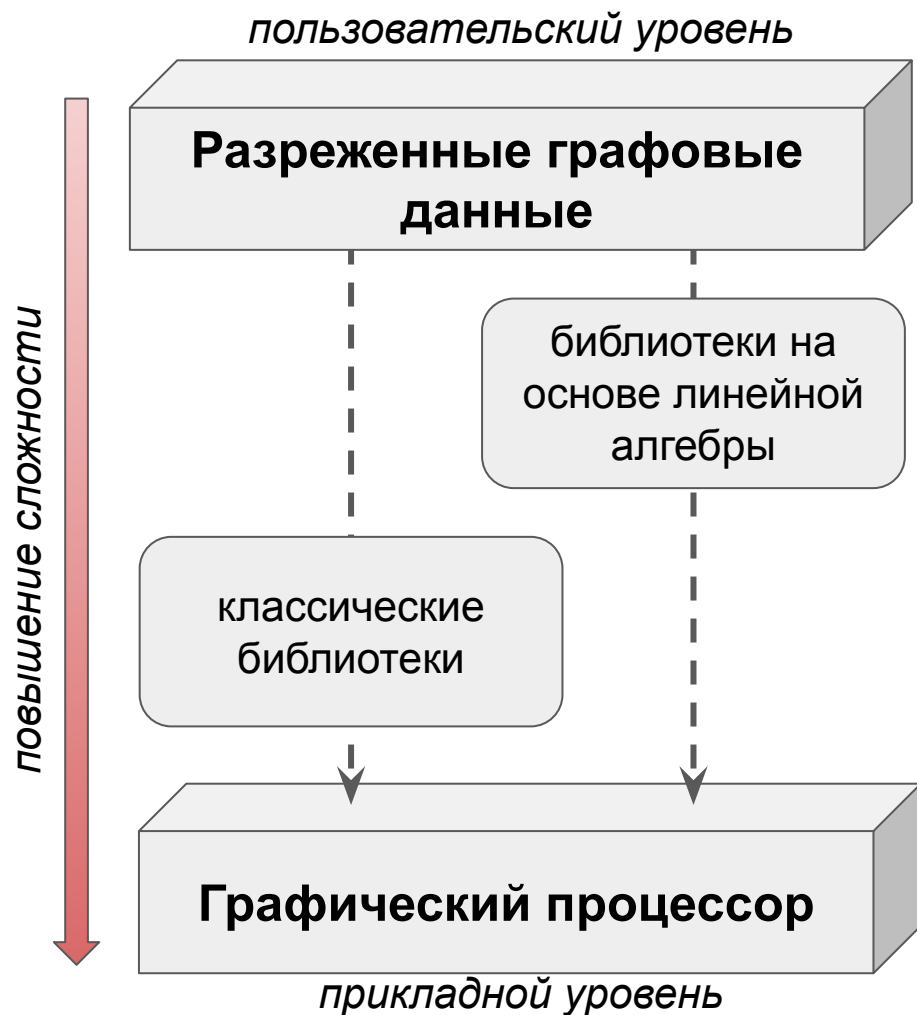 пользовательский уровень
Разреженные графовые
данные
библиотеки на
основе линейной
алгебры
повышение сложности
классические
библиотеки
Графический процессор
прикладной уровень